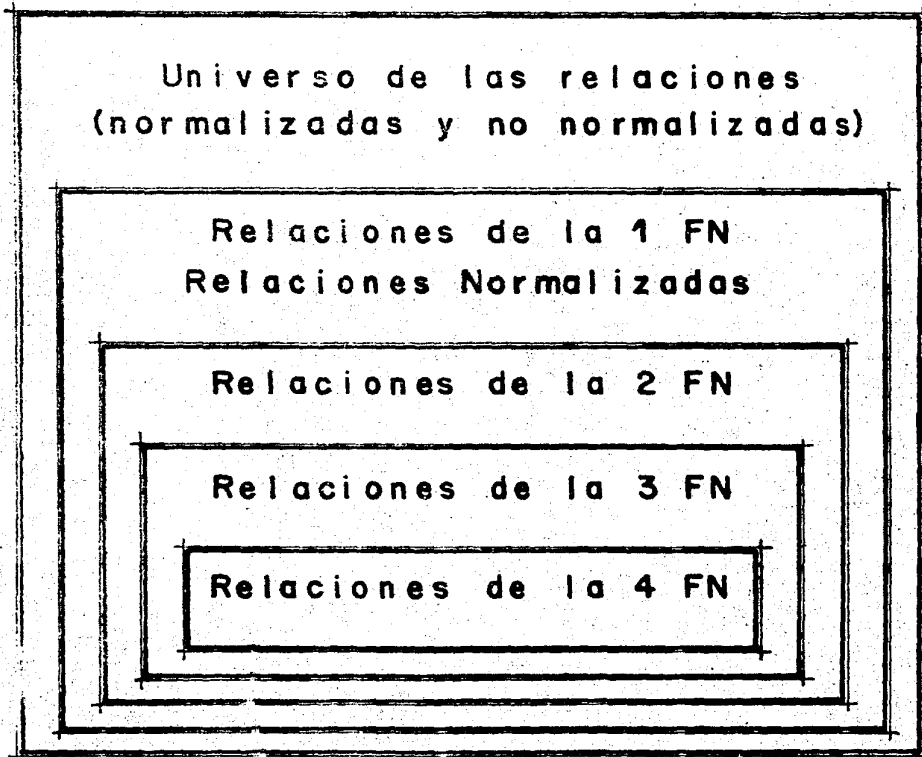 Universo de las relaciones
(normalizadas y no normalizadas)
Relaciones de la 1 FN
Relaciones Normalizadas
Relaciones de la 2 FN
Relaciones de la 3 FN
Relaciones de la 4 FN